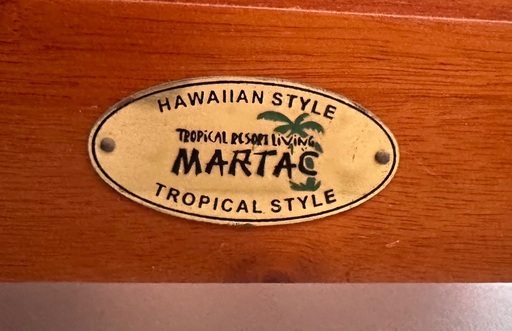 HAWAIIAN STYLE
TROPICAL RESORT LIVING
MARTAC
TROPICAL STYLE